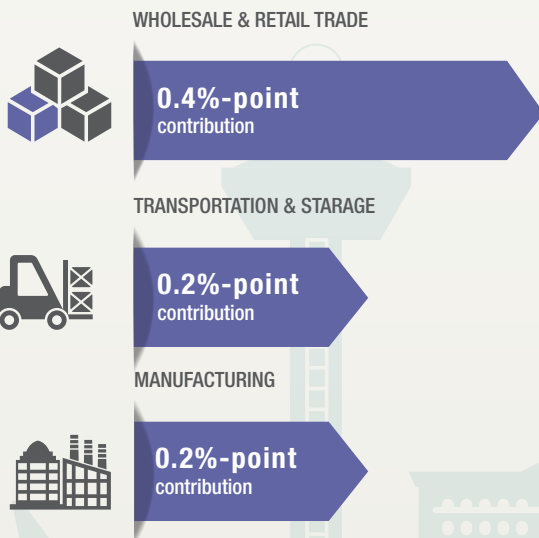 WHOLESALE & RETAIL TRADE
0.4%-point
contribution
TRANSPORTATION & STARAGE
0.2%-point
contribution
MANUFACTURING
0.2%-point
contribution